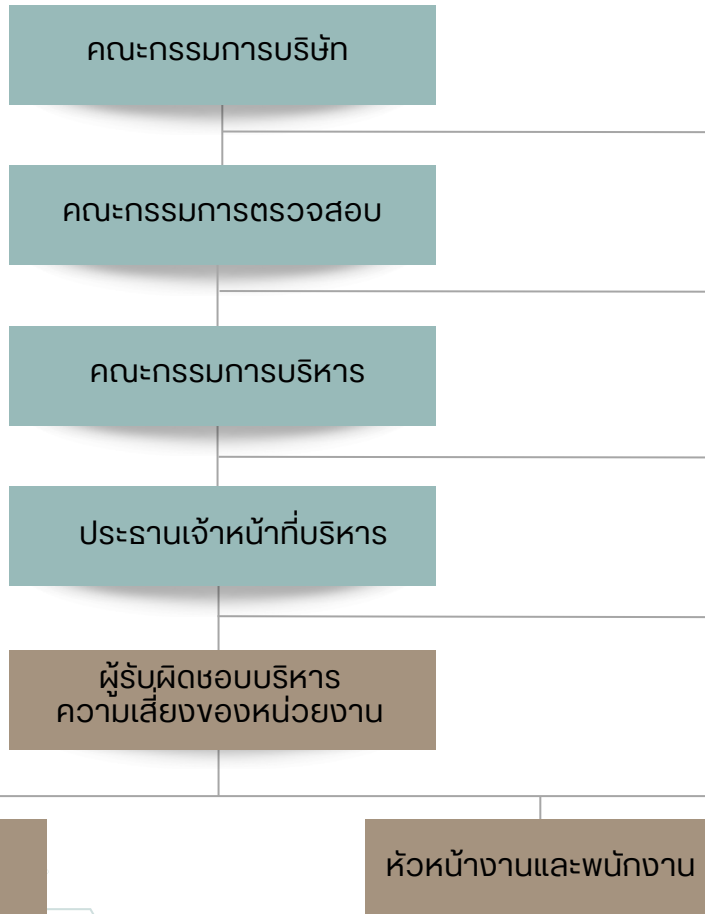 คณะกรรมการบริษัท
คณะกรรมการตรวจสอบ
คณะกรรมการบริหาร
ประธานเจ้าหน้าที่บริหาร
ผู้รับผิดชอบบริหาร
ความเสี่ยงของหน่วยงาน
หัวหน้างานและพนักงาน